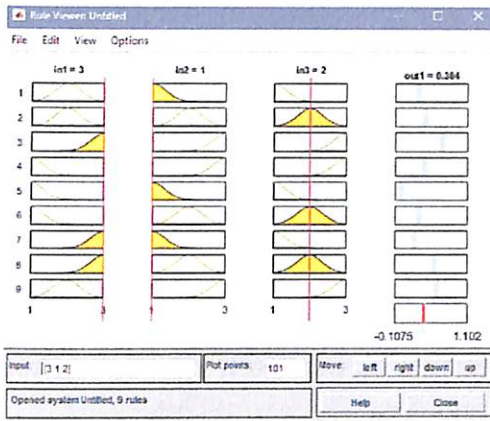 Rule Viewer: Untitled
File Edit View Options
in1 = 3 in2 = 1 in3 = 2 out1 = 0.384
1
2
3
4
5
6
7
8
9
1 3 1 3 1 3
-0.1075 1.102
Input: [3 1 2] Plot points: 101 Move: left right down up
Opened system Untitled, 9 rules Help Close